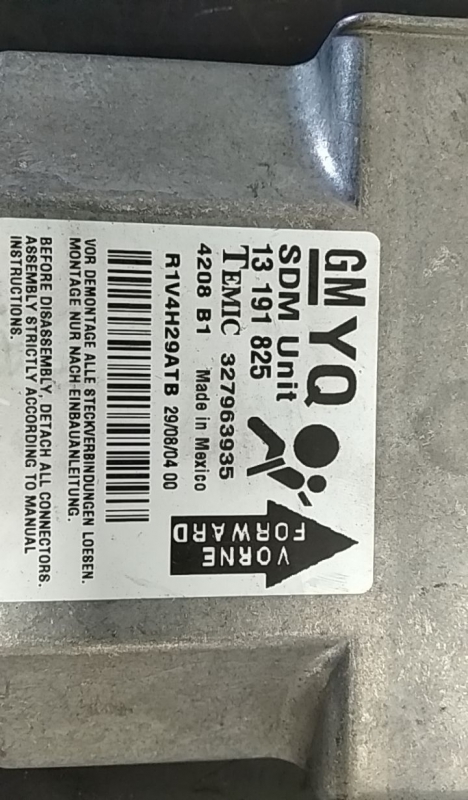 GM YQ
SDM Unit
13 191 825
TEMIC 327963935
4208 B1 Made in Mexico
R1V4H29ATB 29/08/04 00
VORNE
FORWARD
VOR DEMONTAGE ALLE STECKVERBINDUNGEN LOESEN.
MONTAGE NUR NACH EINBAUANLEITUNG.
BEFORE DISASSEMBLY, DETACH ALL CONNECTORS.
ASSEMBLY STRICTLY ACCORDING TO MANUAL
INSTRUCTIONS.